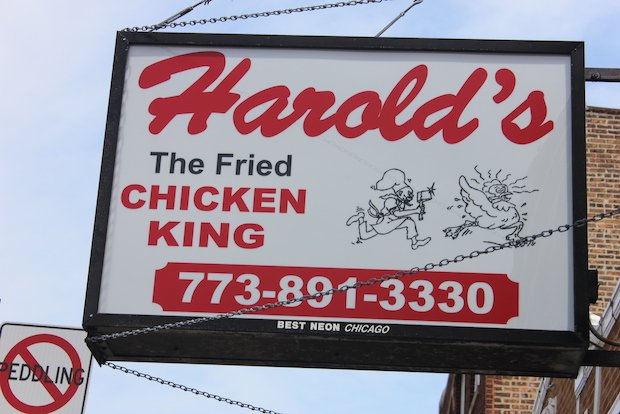 Harold's
The Fried
CHICKEN
KING
773-891-3330
BEST NEON CHICAGO
PEDDLING